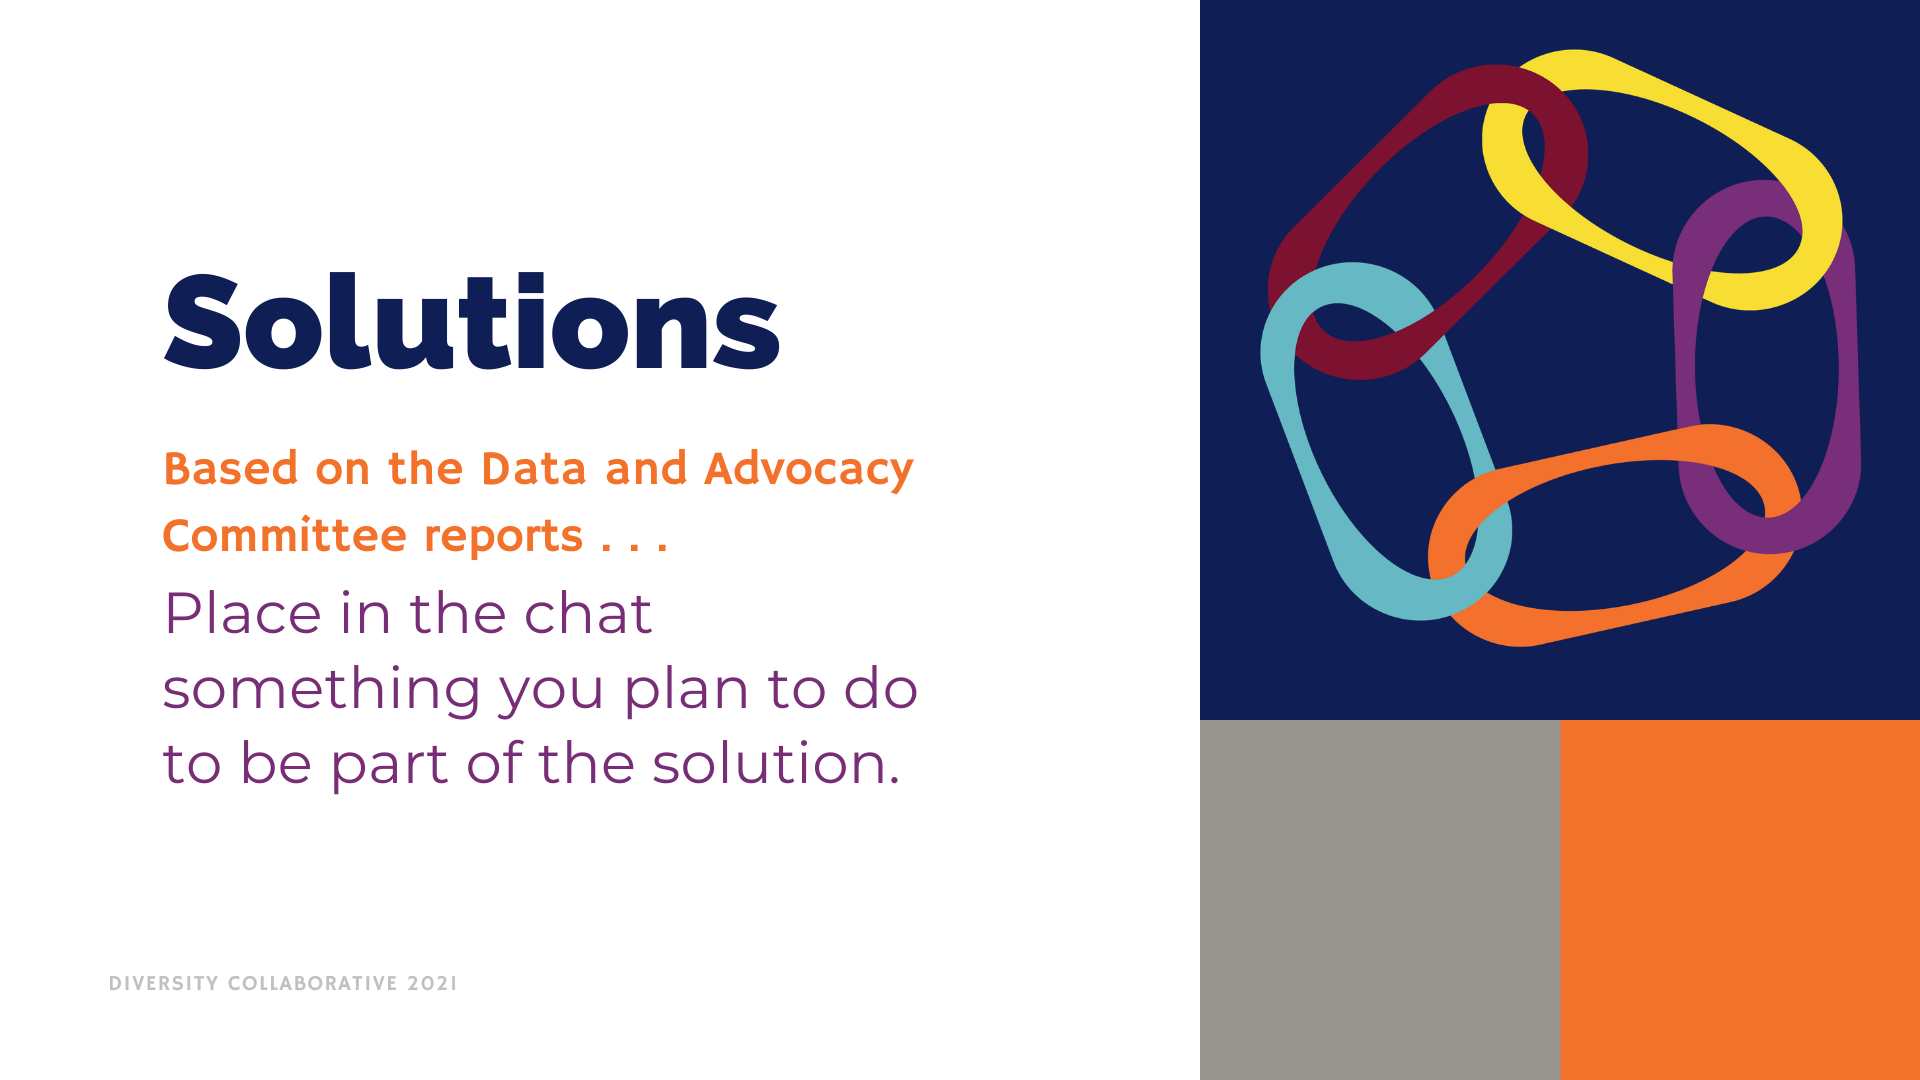 Solutions
Based on the Data and Advocacy
Committee reports . . .
Place in the chat
something you plan to do
to be part of the solution.
DIVERSITY COLLABORATIVE 2021